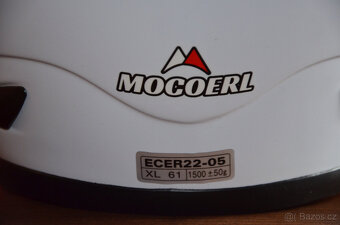 MOCOERL
ECER22-05
XL 61 1500 ±50g
© Bazos.cz